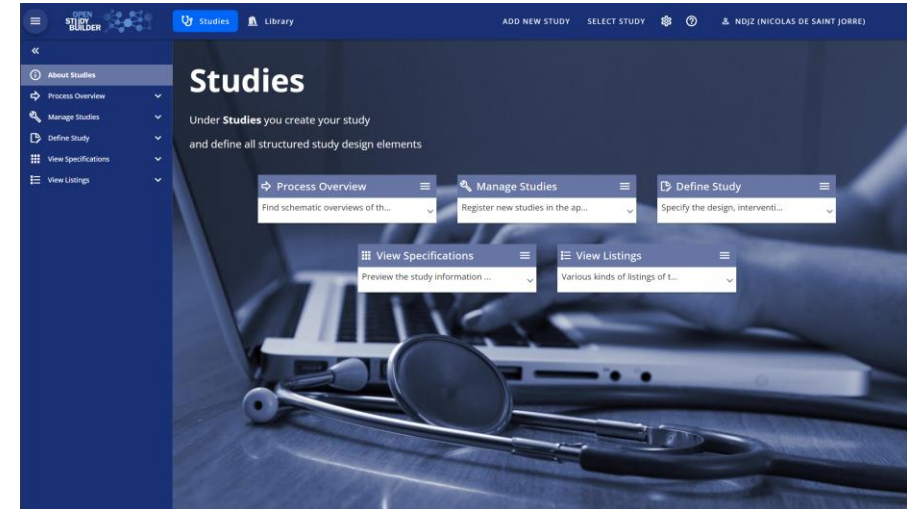 OPEN
STUDY
BUILDER
Studies
Library
ADD NEW STUDY
SELECT STUDY
NDJZ (NICOLAS DE SAINT JORRE)
About Studies
Process Overview
Manage Studies
Define Study
View Specifications
View Listings
Studies
Under Studies you create your study
and define all structured study design elements
Process Overview
Find schematic overviews of th...
Manage Studies
Register new studies in the ap...
Define Study
Specify the design, interventi...
View Specifications
Preview the study information ...
View Listings
Various kinds of listings of t...